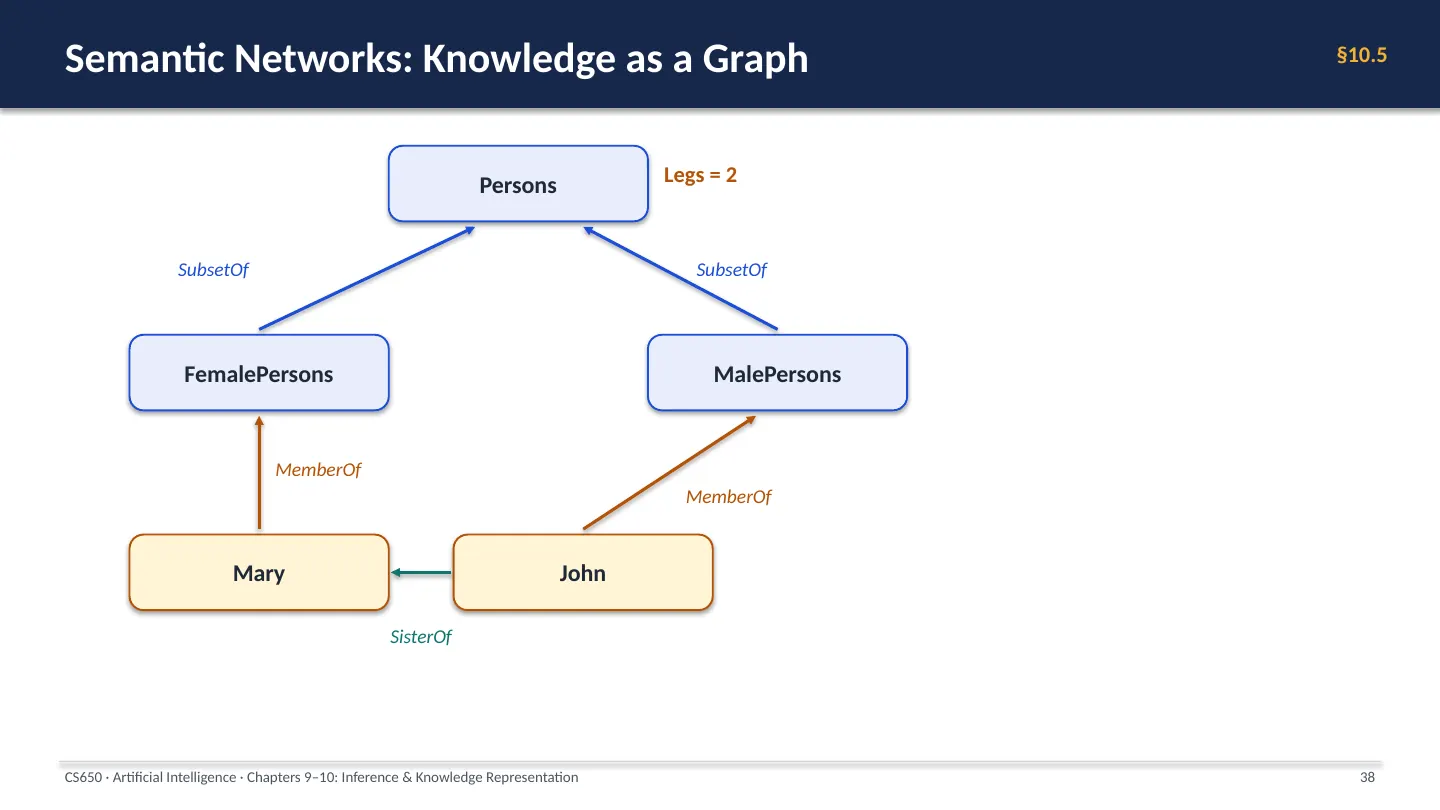 Semantic Networks: Knowledge as a Graph
§10.5
Persons
Legs = 2
SubsetOf
SubsetOf
FemalePersons
MalePersons
MemberOf
MemberOf
Mary
John
SisterOf
CS650 · Artificial Intelligence · Chapters 9–10: Inference & Knowledge Representation
38